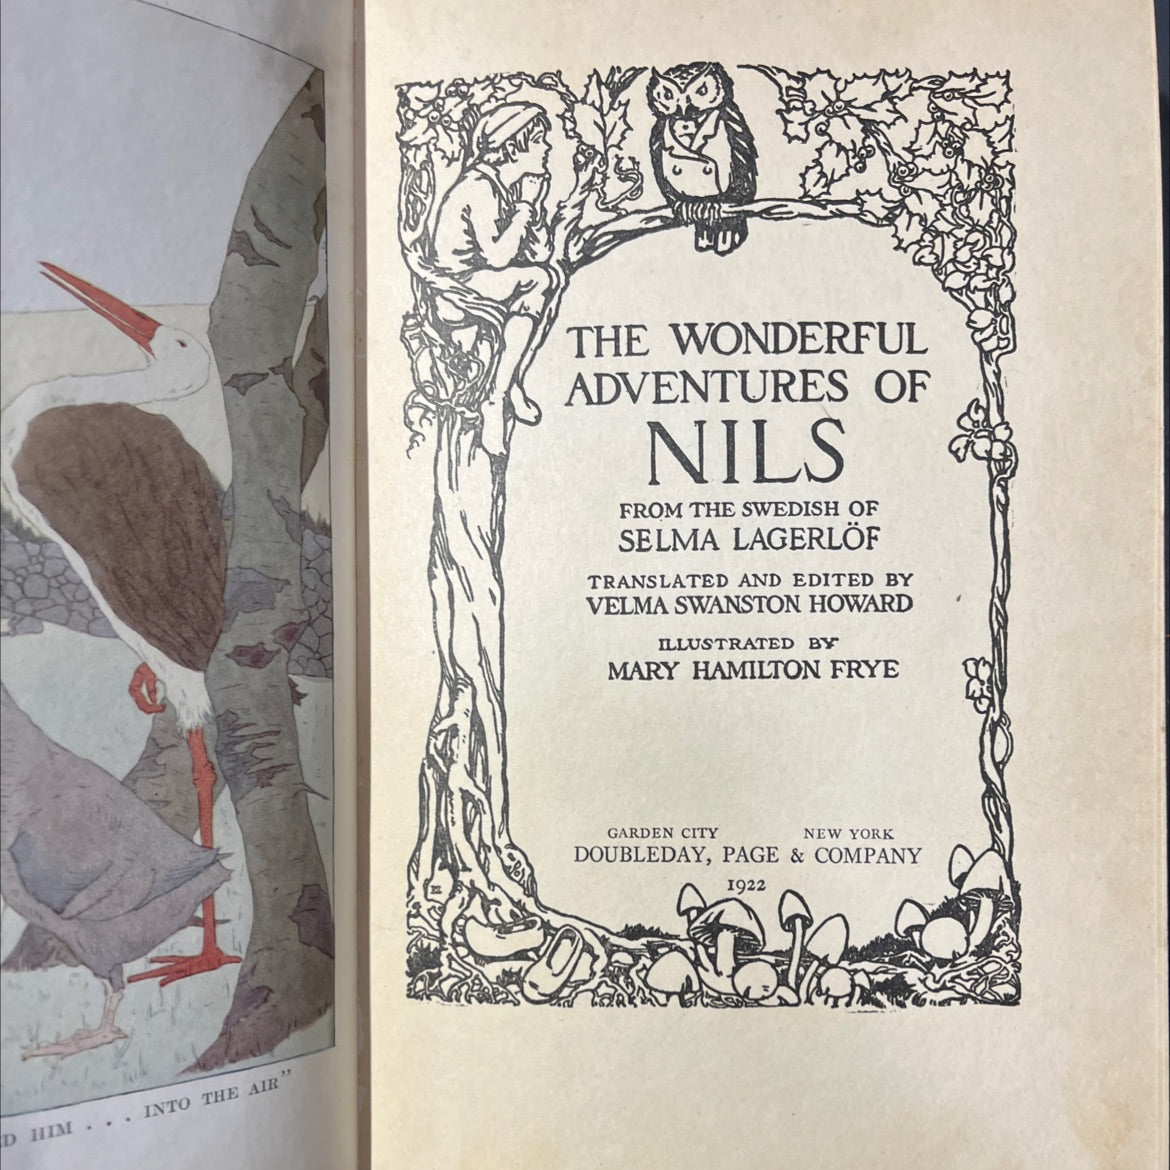 HIM . . . INTO THE AIR"
THE WONDERFUL
ADVENTURES OF
NILS
FROM THE SWEDISH OF
SELMA LAGERLÖF
TRANSLATED AND EDITED BY
VELMA SWANSTON HOWARD
ILLUSTRATED BY
MARY HAMILTON FRYE
GARDEN CITY NEW YORK
DOUBLEDAY, PAGE & COMPANY
1922